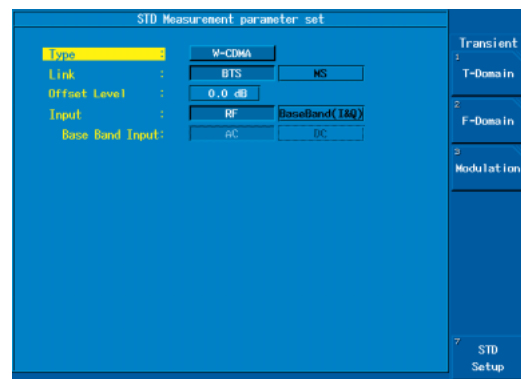 STD Measurement parameter set
Type : W-CDMA
Link : BTS MS
Offset Level : 0.0 dB
Input : RF BaseBand(I&Q)
Base Band Input: AC DC
Transient
1
T-Domain
2
F-Domain
3
Modulation
7
STD
Setup